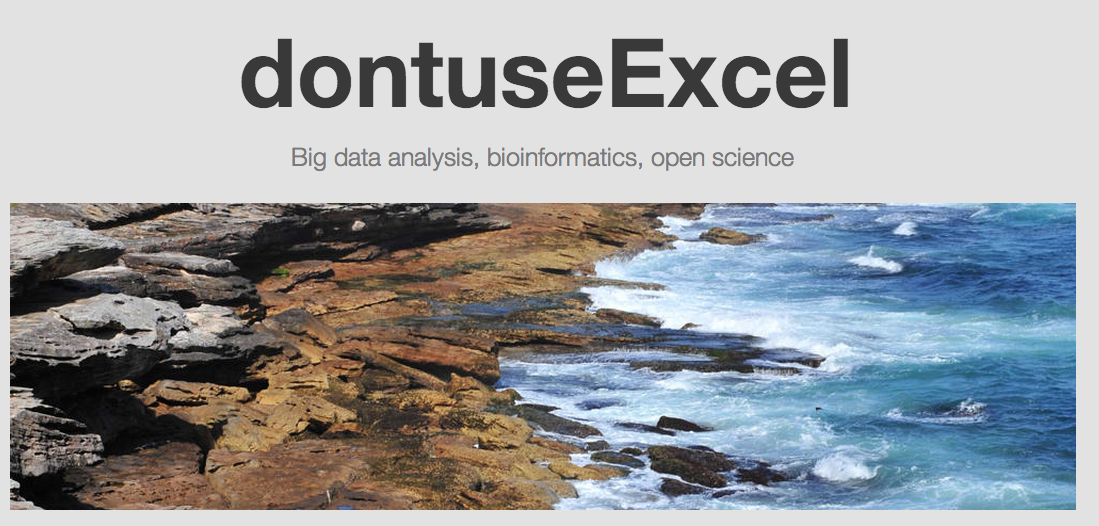 dontuseExcel
Big data analysis, bioinformatics, open science